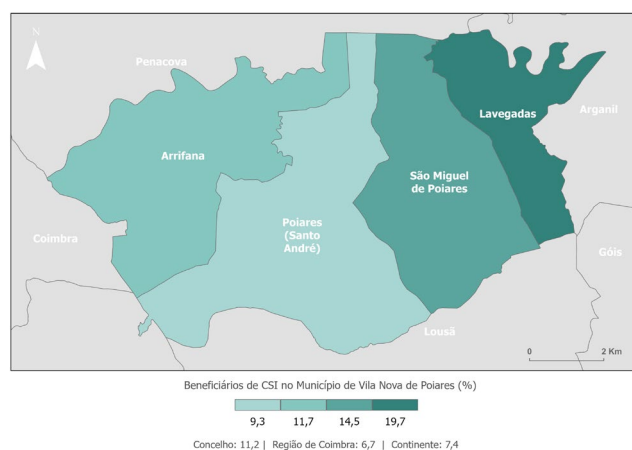 N
Penacova
Lavegadas
Arganil
Arrifana
São Miguel
de Poiares
Poiares
(Santo
André)
Coimbra
Góis
Lousã
0 2 Km
Beneficiários de CSI no Município de Vila Nova de Poiares (%)
9,3 11,7 14,5 19,7
Concelho: 11,2 | Região de Coimbra: 6,7 | Continente: 7,4